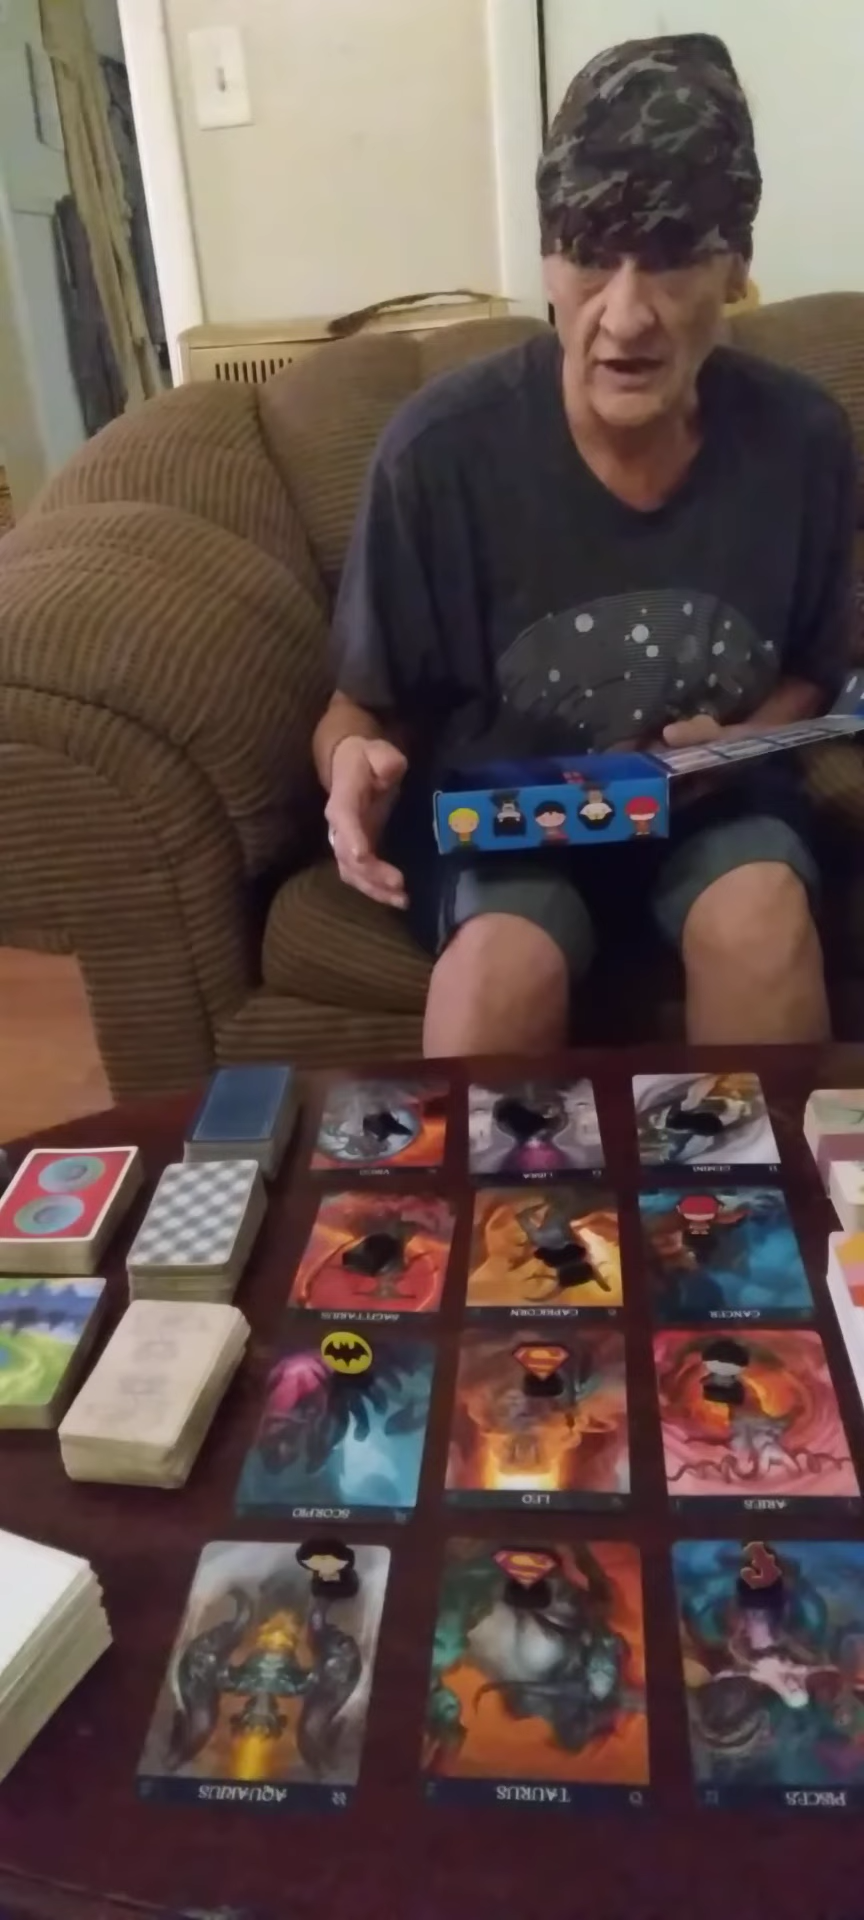 VIRGO
LIBRA
GEMINI
SAGITTARIUS
CAPRICORN
CANCER
SCORPIO
LEO
ARIES
AQUARIUS
TAURUS
PISCES